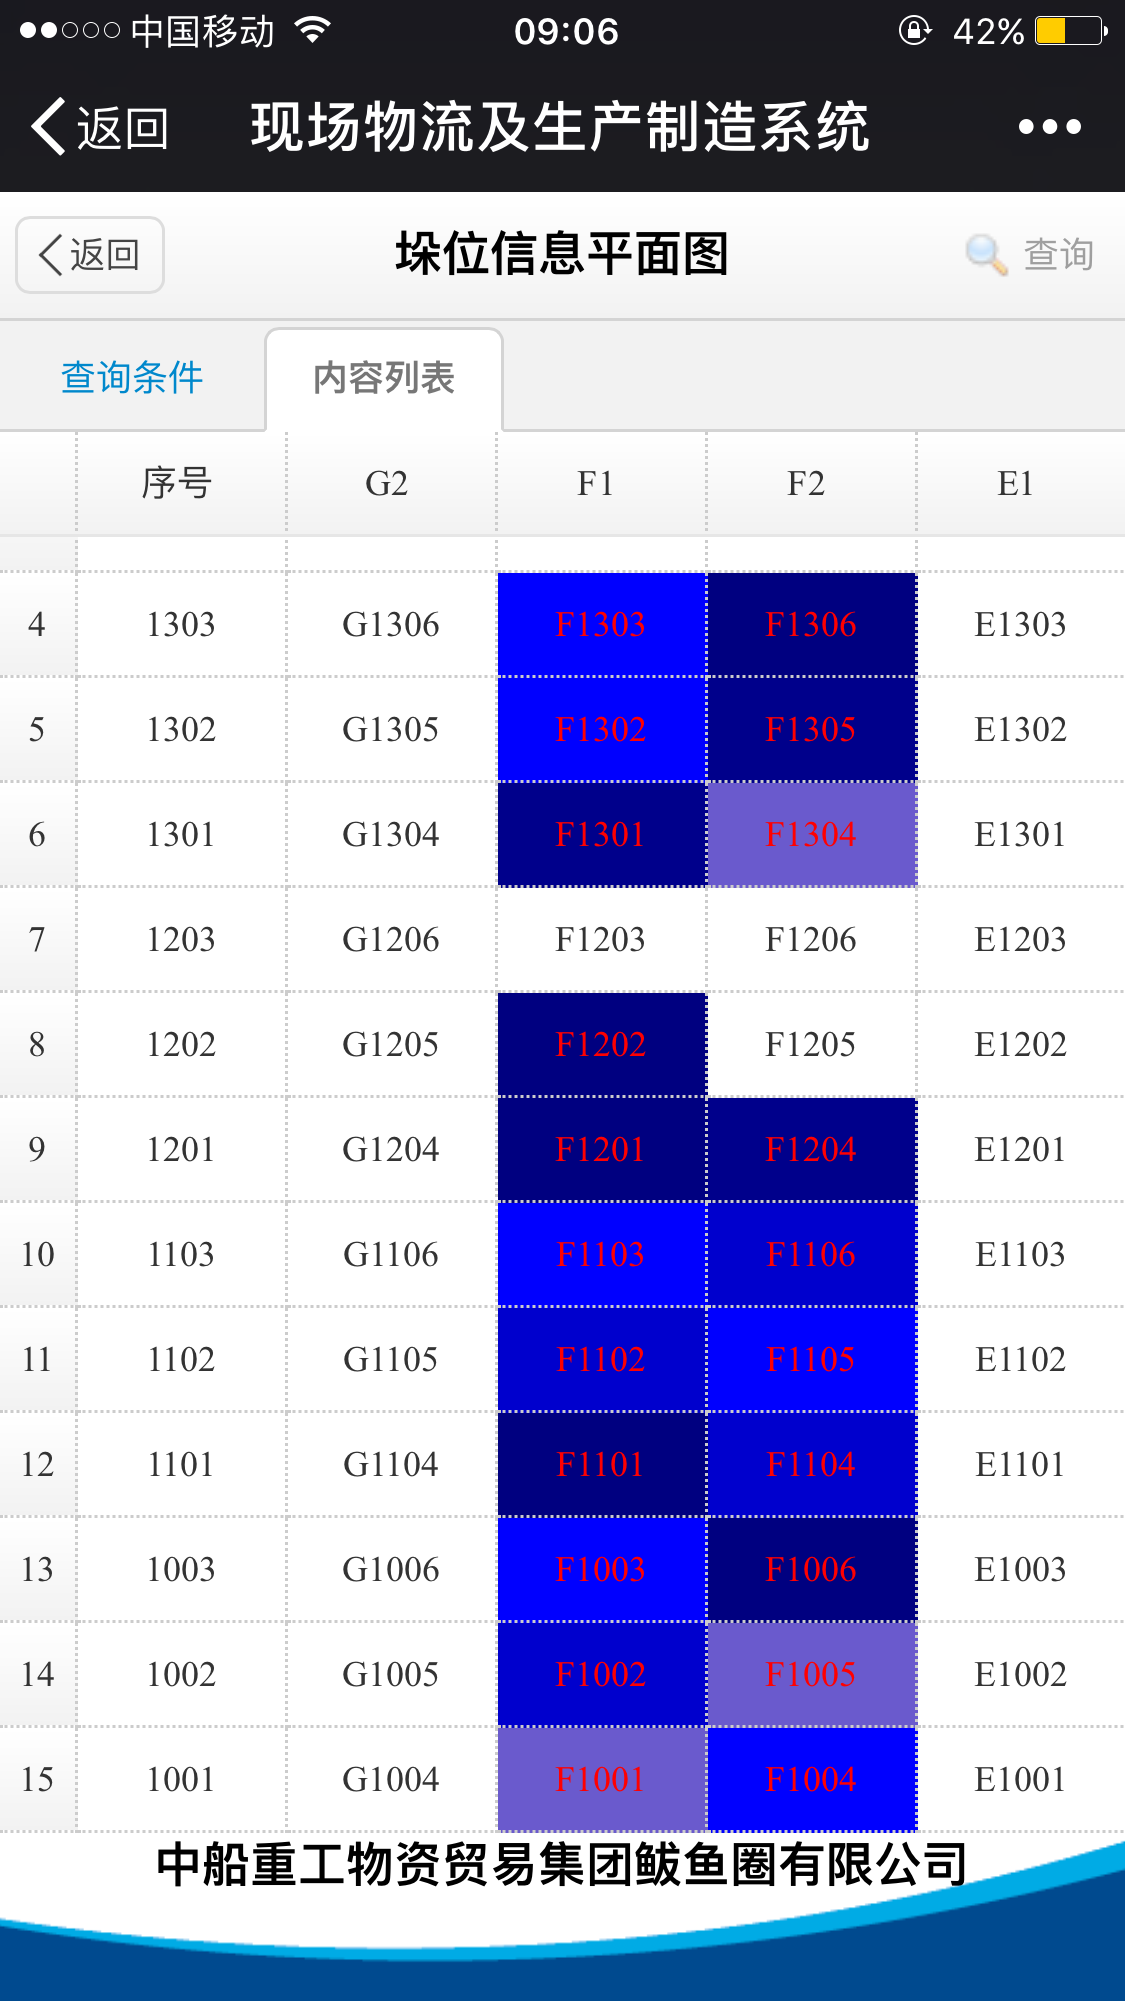 中国移动 09:06 42%
返回 现场物流及生产制造系统
返回 垛位信息平面图 查询
查询条件 内容列表
序号 G2 F1 F2 E1
4 1303 G1306 F1303 F1306 E1303
5 1302 G1305 F1302 F1305 E1302
6 1301 G1304 F1301 F1304 E1301
7 1203 G1206 F1203 F1206 E1203
8 1202 G1205 F1202 F1205 E1202
9 1201 G1204 F1201 F1204 E1201
10 1103 G1106 F1103 F1106 E1103
11 1102 G1105 F1102 F1105 E1102
12 1101 G1104 F1101 F1104 E1101
13 1003 G1006 F1003 F1006 E1003
14 1002 G1005 F1002 F1005 E1002
15 1001 G1004 F1001 F1004 E1001
中船重工物资贸易集团鲅鱼圈有限公司